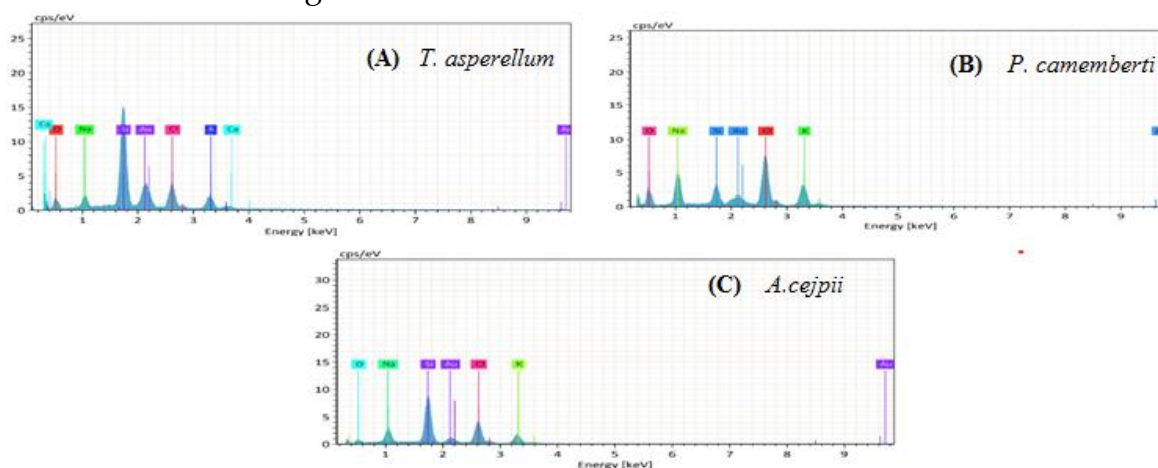 cps/eV
25
20
15
10
5
0
(A) T. asperellum
Ca O Na Si Au Cl Ca
1 2 3 4 5 6 7 8 9
Energy [keV]
cps/eV
25
20
15
10
5
0
(B) P. camemberti
O Na Si Au Cl K
1 2 3 4 5 6 7 8 9
Energy [keV]
cps/eV
30
25
20
15
10
5
0
(C) A.cejpii
O Na Si Au Cl K Au
1 2 3 4 5 6 7 8 9
Energy [keV]